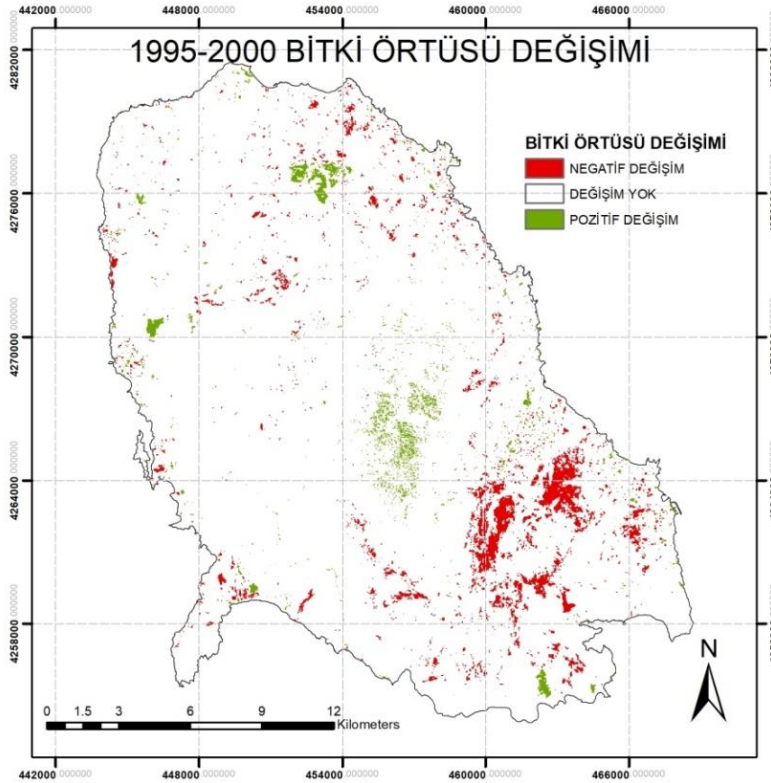 442000.000000 448000.000000 454000.000000 460000.000000 466000.000000
1995-2000 BİTKİ ÖRTÜSÜ DEĞİŞİMİ
BİTKİ ÖRTÜSÜ DEĞİŞİMİ
NEGATİF DEĞİŞİM
DEĞİŞİM YOK
POZİTİF DEĞİŞİM
4282000.000000
4276000.000000
4270000.000000
4264000.000000
4258000.000000
N
0 1.5 3 6 9 12
Kilometers
442000.000000 448000.000000 454000.000000 460000.000000 466000.000000